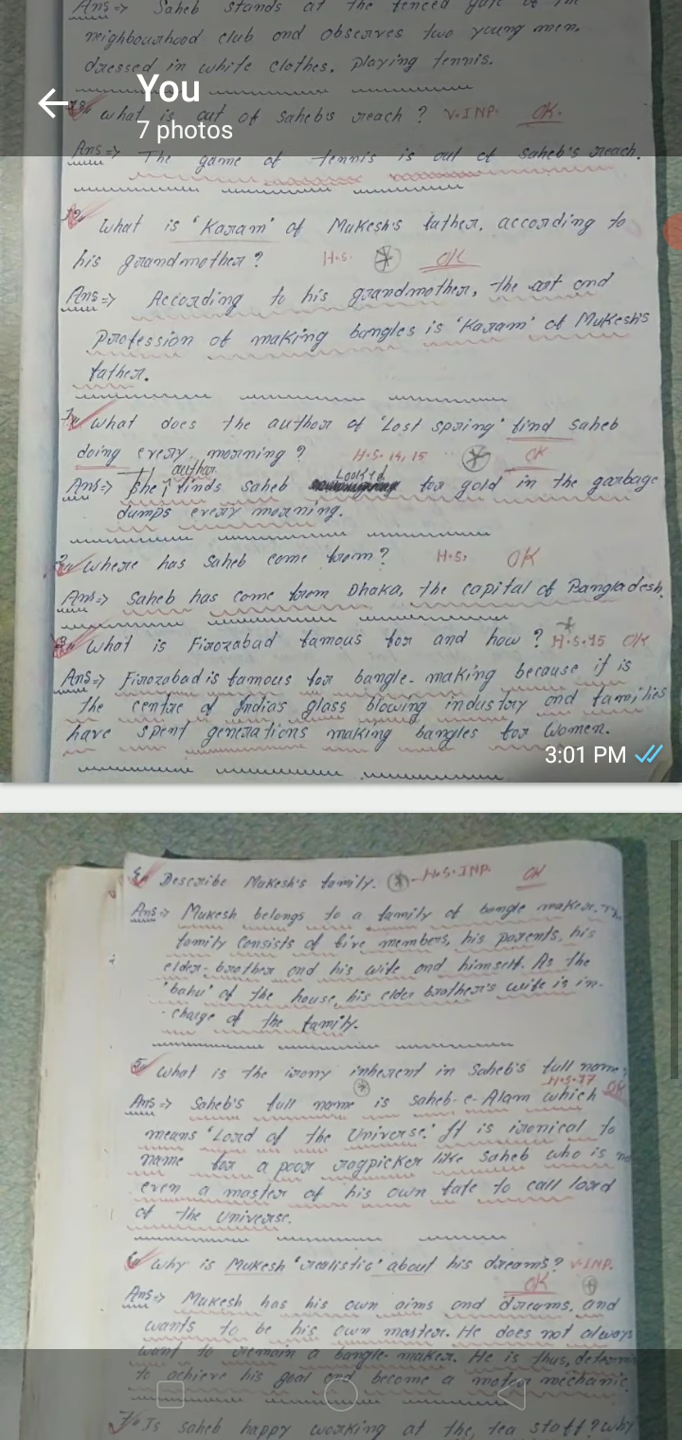 Ans⇒ Saheb stands at the fenced gate of the
neighbourhood club and observes two young men,
dressed in white clothes, playing tennis.
You
7 photos
What is out of saheb's reach? V.INP. OK.
Ans⇒ The game of tennis is out of saheb's reach.
What is 'Karam' of Mukesh's father, according to
his grandmother? H.S. OK
Ans⇒ According to his grandmother, the art and
Profession of making bangles is 'Karam' of Mukesh's
father.
What does the author of 'Lost spring' find saheb
doing every morning? H.S. 14, 15 OK
author Looked
Ans⇒ The finds saheb for gold in the garbage
dumps every morning.
Where has Saheb come from? H.S. OK
Ans⇒ Saheb has come from Dhaka, the capital of Bangladesh.
What is Firozabad famous for and how? H.S.15 OK
Ans⇒ Firozabad is famous for bangle-making because it is
the centre of India's glass blowing industry and families
have spent generations making bangles for women.
3:01 PM
Describe Mukesh's family. H.S.INP. OK
Ans⇒ Mukesh belongs to a family of bangle maker.
family consists of five members, his parents, his
elder-brother and his wife and himself. As the
'bahu' of the house, his elder brother's wife is in-
charge of the family.
5. What is the irony inherent in Saheb's full name
H.S.17 OK
Ans⇒ Saheb's full name is saheb-e-Alam which
means 'Lord of the Universe.' It is ironical to
name for a poor ragpicker like Saheb who is
even a master of his own fate to call lord
of the Universe.
6. Why is Mukesh 'realistic' about his dreams? V.INP.
OK
Ans⇒ Mukesh has his own aims and dreams, and
wants to be his own master. He does not always
want to remain a bangle-maker. He is thus, determi
to achieve his goal and become a motor mechanic.
7. Is saheb happy working at the tea stall? Why